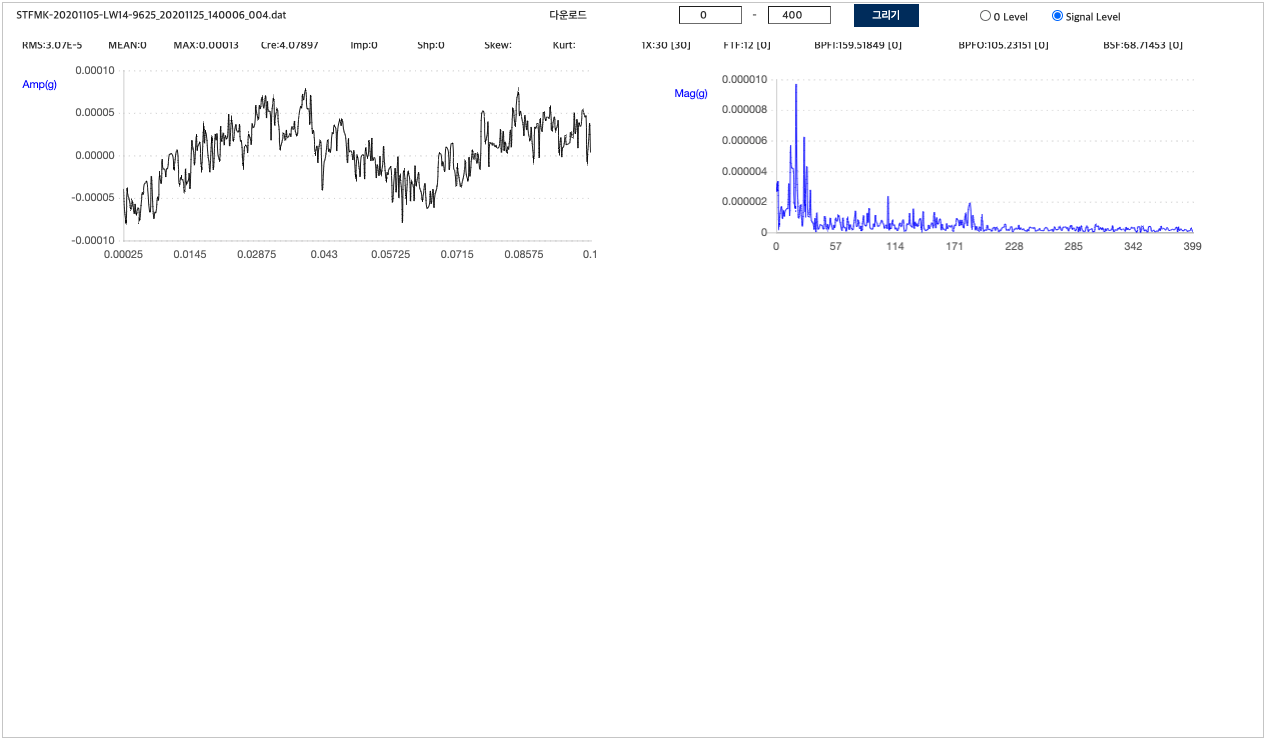 STFMK-20201105-LW14-9625_20201125_140006_004.dat 다운로드 0 - 400 그리기 0 Level Signal Level
RMS:3.07E-5 MEAN:0 MAX:0.00013 Cre:4.07897 Imp:0 Shp:0 Skew: Kurt: 1X:30 [30] FTF:12 [0] BPFI:159.51849 [0] BPFO:105.23151 [0] BSF:68.71453 [0]
Amp(g)
0.00010
0.00005
0.00000
-0.00005
-0.00010
0.00025 0.0145 0.02875 0.043 0.05725 0.0715 0.08575 0.1
Mag(g)
0.000010
0.000008
0.000006
0.000004
0.000002
0
0 57 114 171 228 285 342 399